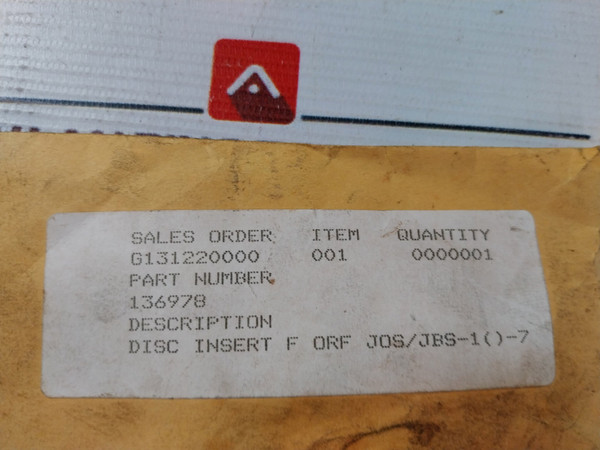 SALES ORDER ITEM QUANTITY
G131220000 001 0000001
PART NUMBER
136978
DESCRIPTION
DISC INSERT F ORF JOS/JBS-1()-7